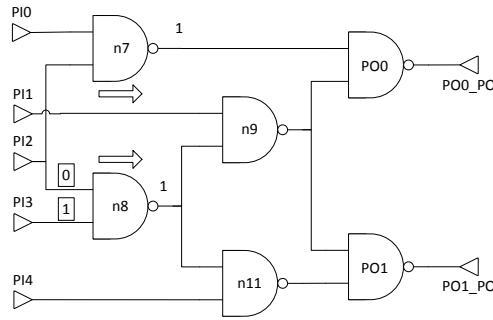 PI0
n7
1
PO0
PO0_PO
PI1
n9
PI2
0
1
PI3
1
n8
PI4
n11
PO1
PO1_PO